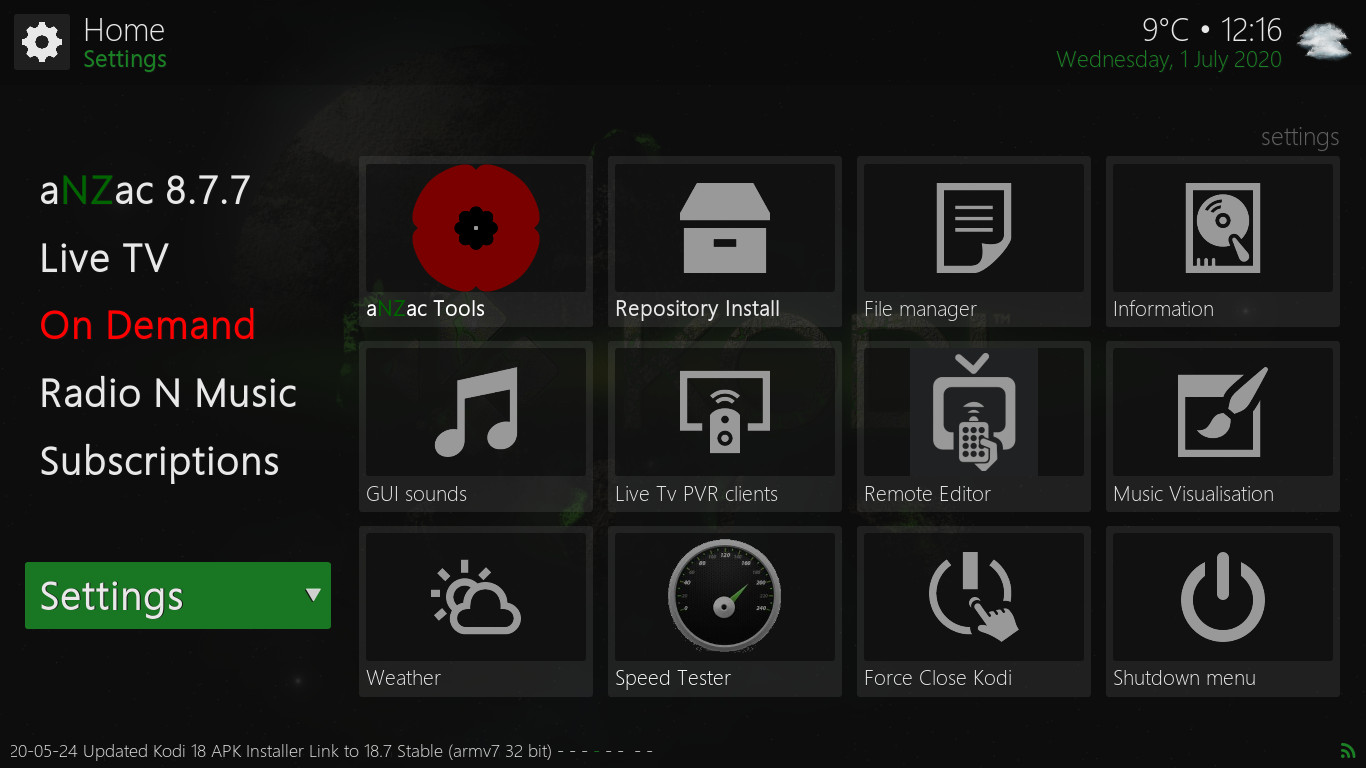 Home
Settings
9°C • 12:16
Wednesday, 1 July 2020
settings
aNZac 8.7.7
Live TV
On Demand
Radio N Music
Subscriptions
Settings
aNZac Tools
Repository Install
File manager
Information
GUI sounds
Live Tv PVR clients
Remote Editor
Music Visualisation
Weather
Speed Tester
Force Close Kodi
Shutdown menu
20-05-24 Updated Kodi 18 APK Installer Link to 18.7 Stable (armv7 32 bit) - - - - - - - -